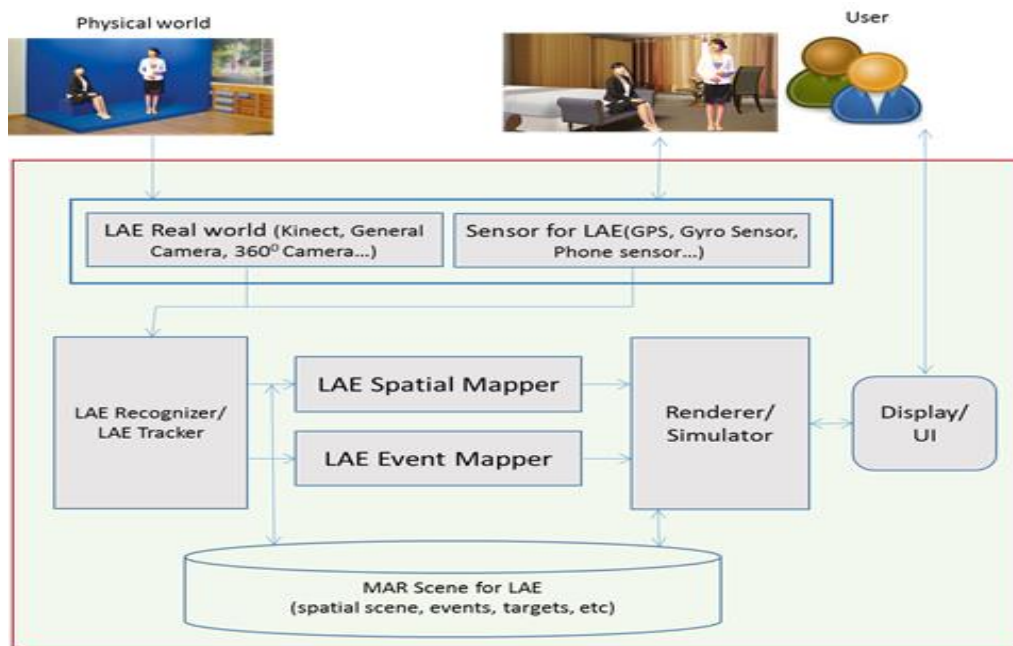 Physical world
User
LAE Real world (Kinect, General
Camera, 360⁰ Camera...)
Sensor for LAE(GPS, Gyro Sensor,
Phone sensor...)
LAE Recognizer/
LAE Tracker
LAE Spatial Mapper
LAE Event Mapper
Renderer/
Simulator
Display/
UI
MAR Scene for LAE
(spatial scene, events, targets, etc)